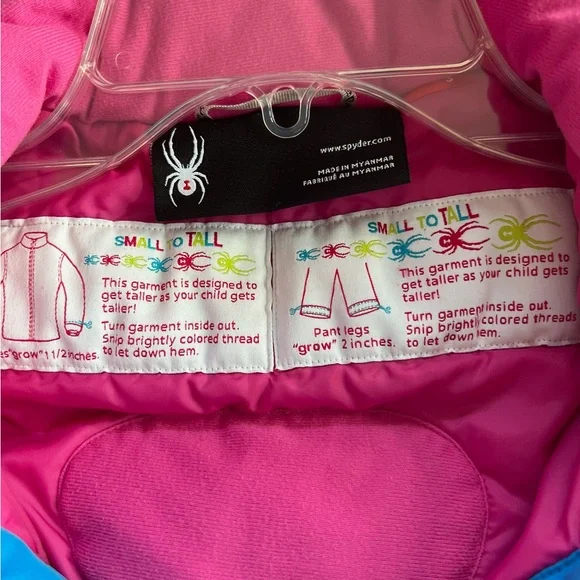 www.spyder.com
MADE IN MYANMAR
FABRIQUÉ AU MYANMAR
SMALL TO TALL
This garment is designed to
get taller as your child gets
taller!
Turn garment inside out.
Snip brightly colored thread
to let down hem.
"grow" 1 1/2 inches.
SMALL TO TALL
This garment is designed to
get taller as your child gets
taller!
Turn garment inside out.
Snip brightly colored threads
to let down hem.
Pant legs
"grow" 2 inches.